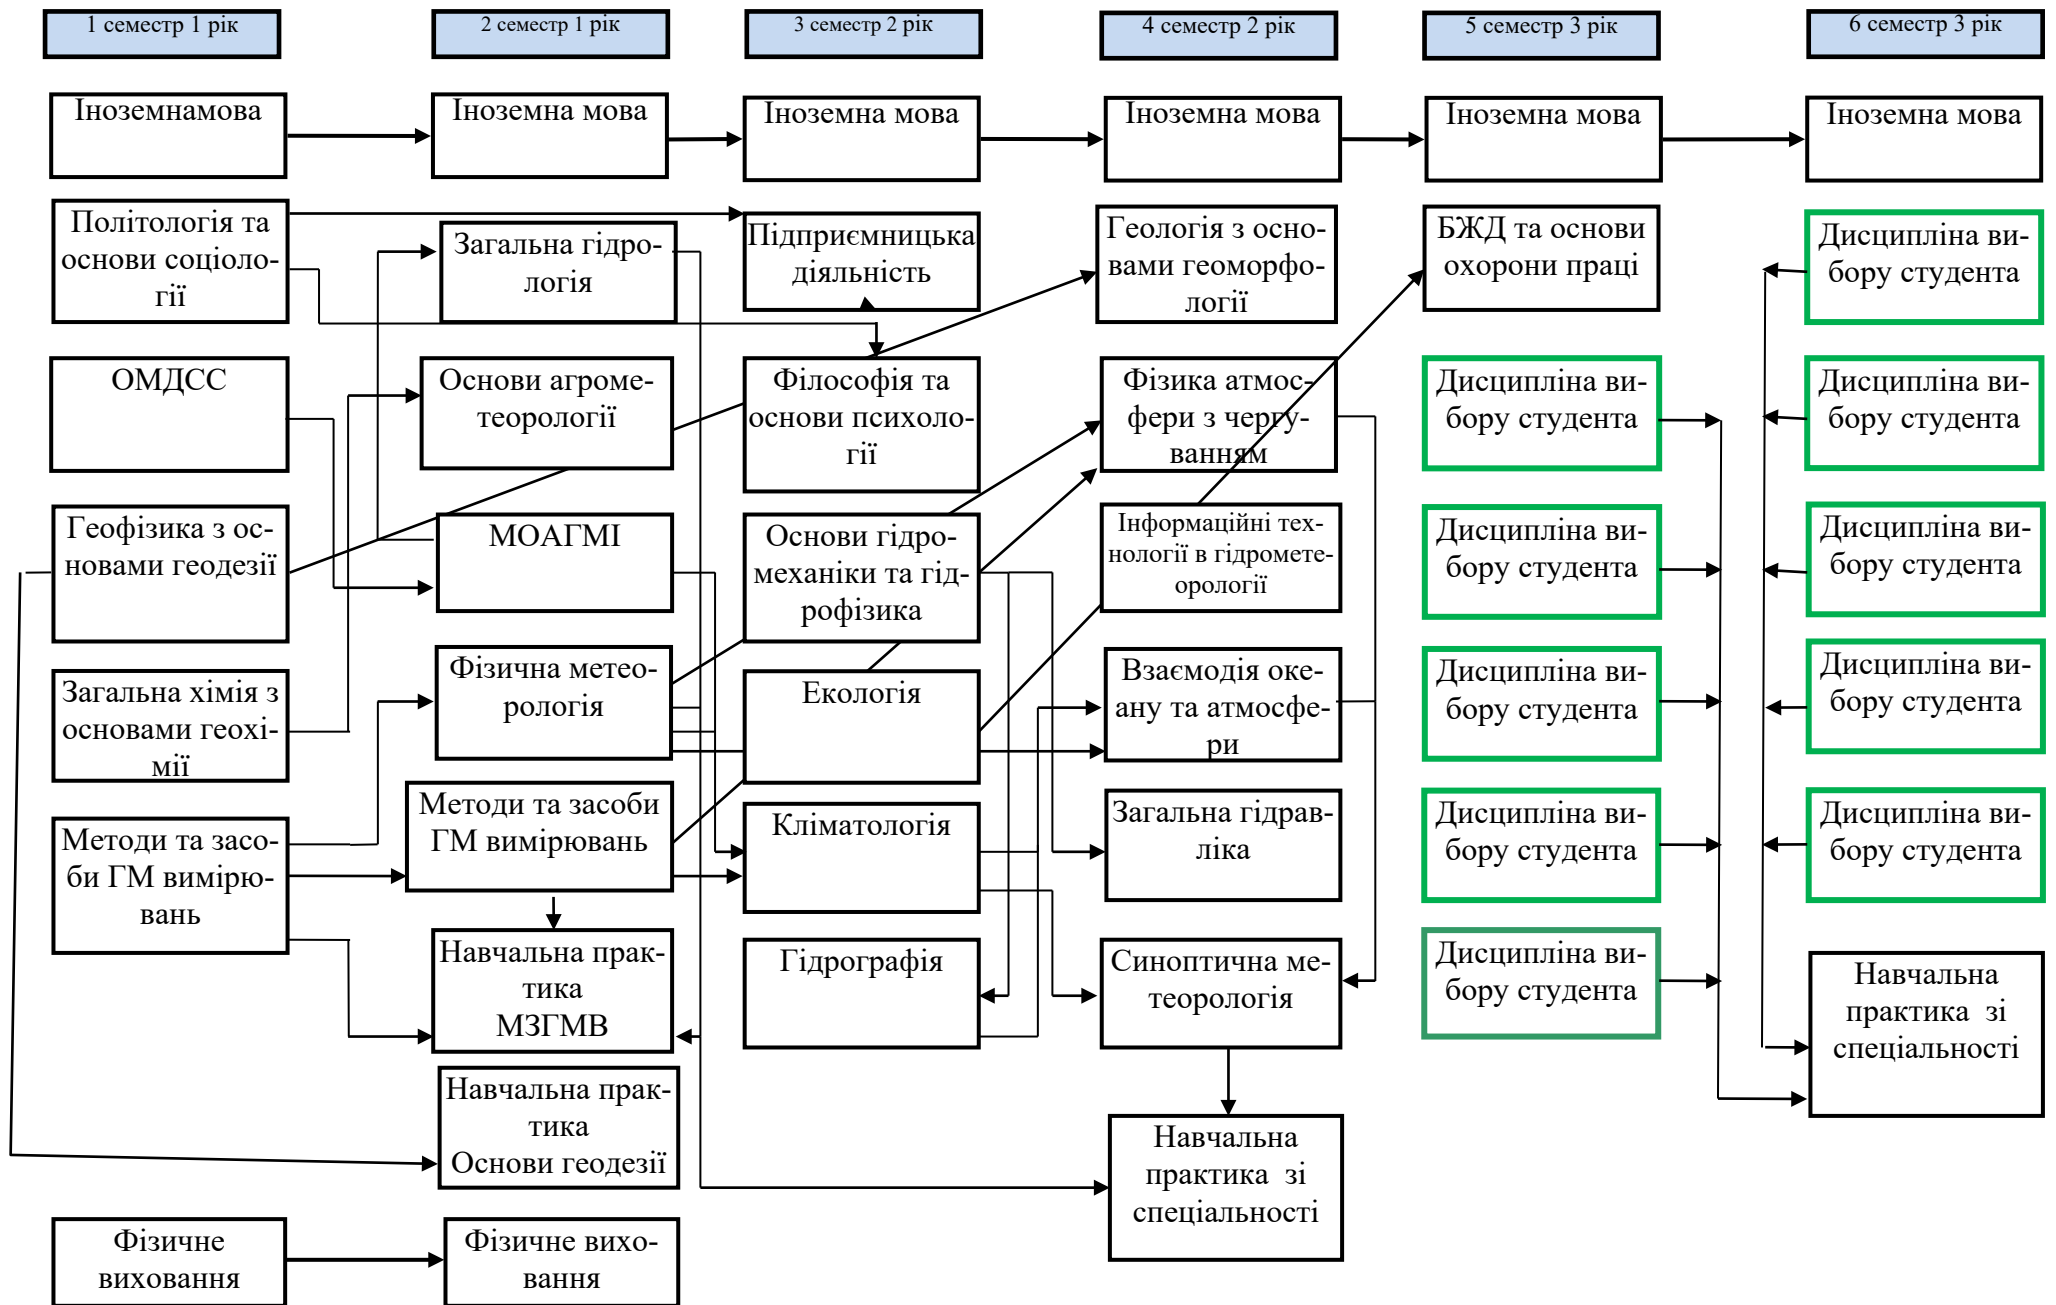 1 семестр 1 рік
2 семестр 1 рік
3 семестр 2 рік
4 семестр 2 рік
5 семестр 3 рік
6 семестр 3 рік
Іноземнамова
Іноземна мова
Іноземна мова
Іноземна мова
Іноземна мова
Іноземна мова
Політологія та
основи соціоло-
гії
Загальна гідро-
логія
Підприємницька
діяльність
Геологія з осно-
вами геоморфо-
логії
БЖД та основи
охорони праці
Дисципліна ви-
бору студента
ОМДСС
Основи агроме-
теорології
Філософія та
основи психоло-
гії
Фізика атмос-
фери з чергу-
ванням
Дисципліна ви-
бору студента
Дисципліна ви-
бору студента
Геофізика з ос-
новами геодезії
МОАГМІ
Основи гідро-
механіки та гід-
рофізика
Інформаційні тех-
нології в гідромете-
орології
Дисципліна ви-
бору студента
Дисципліна ви-
бору студента
Загальна хімія з
основами геохі-
мії
Фізична метео-
рологія
Екологія
Взаємодія оке-
ану та атмосфе-
ри
Дисципліна ви-
бору студента
Дисципліна ви-
бору студента
Методи та засо-
би ГМ вимірю-
вань
Методи та засоби
ГМ вимірювань
Кліматологія
Загальна гідрав-
ліка
Дисципліна ви-
бору студента
Дисципліна ви-
бору студента
Навчальна прак-
тика
МЗГМВ
Гідрографія
Синоптична ме-
теорологія
Дисципліна ви-
бору студента
Навчальна
практика зі
спеціальності
Навчальна прак-
тика
Основи геодезії
Навчальна
практика зі
спеціальності
Фізичне
виховання
Фізичне вихо-
вання